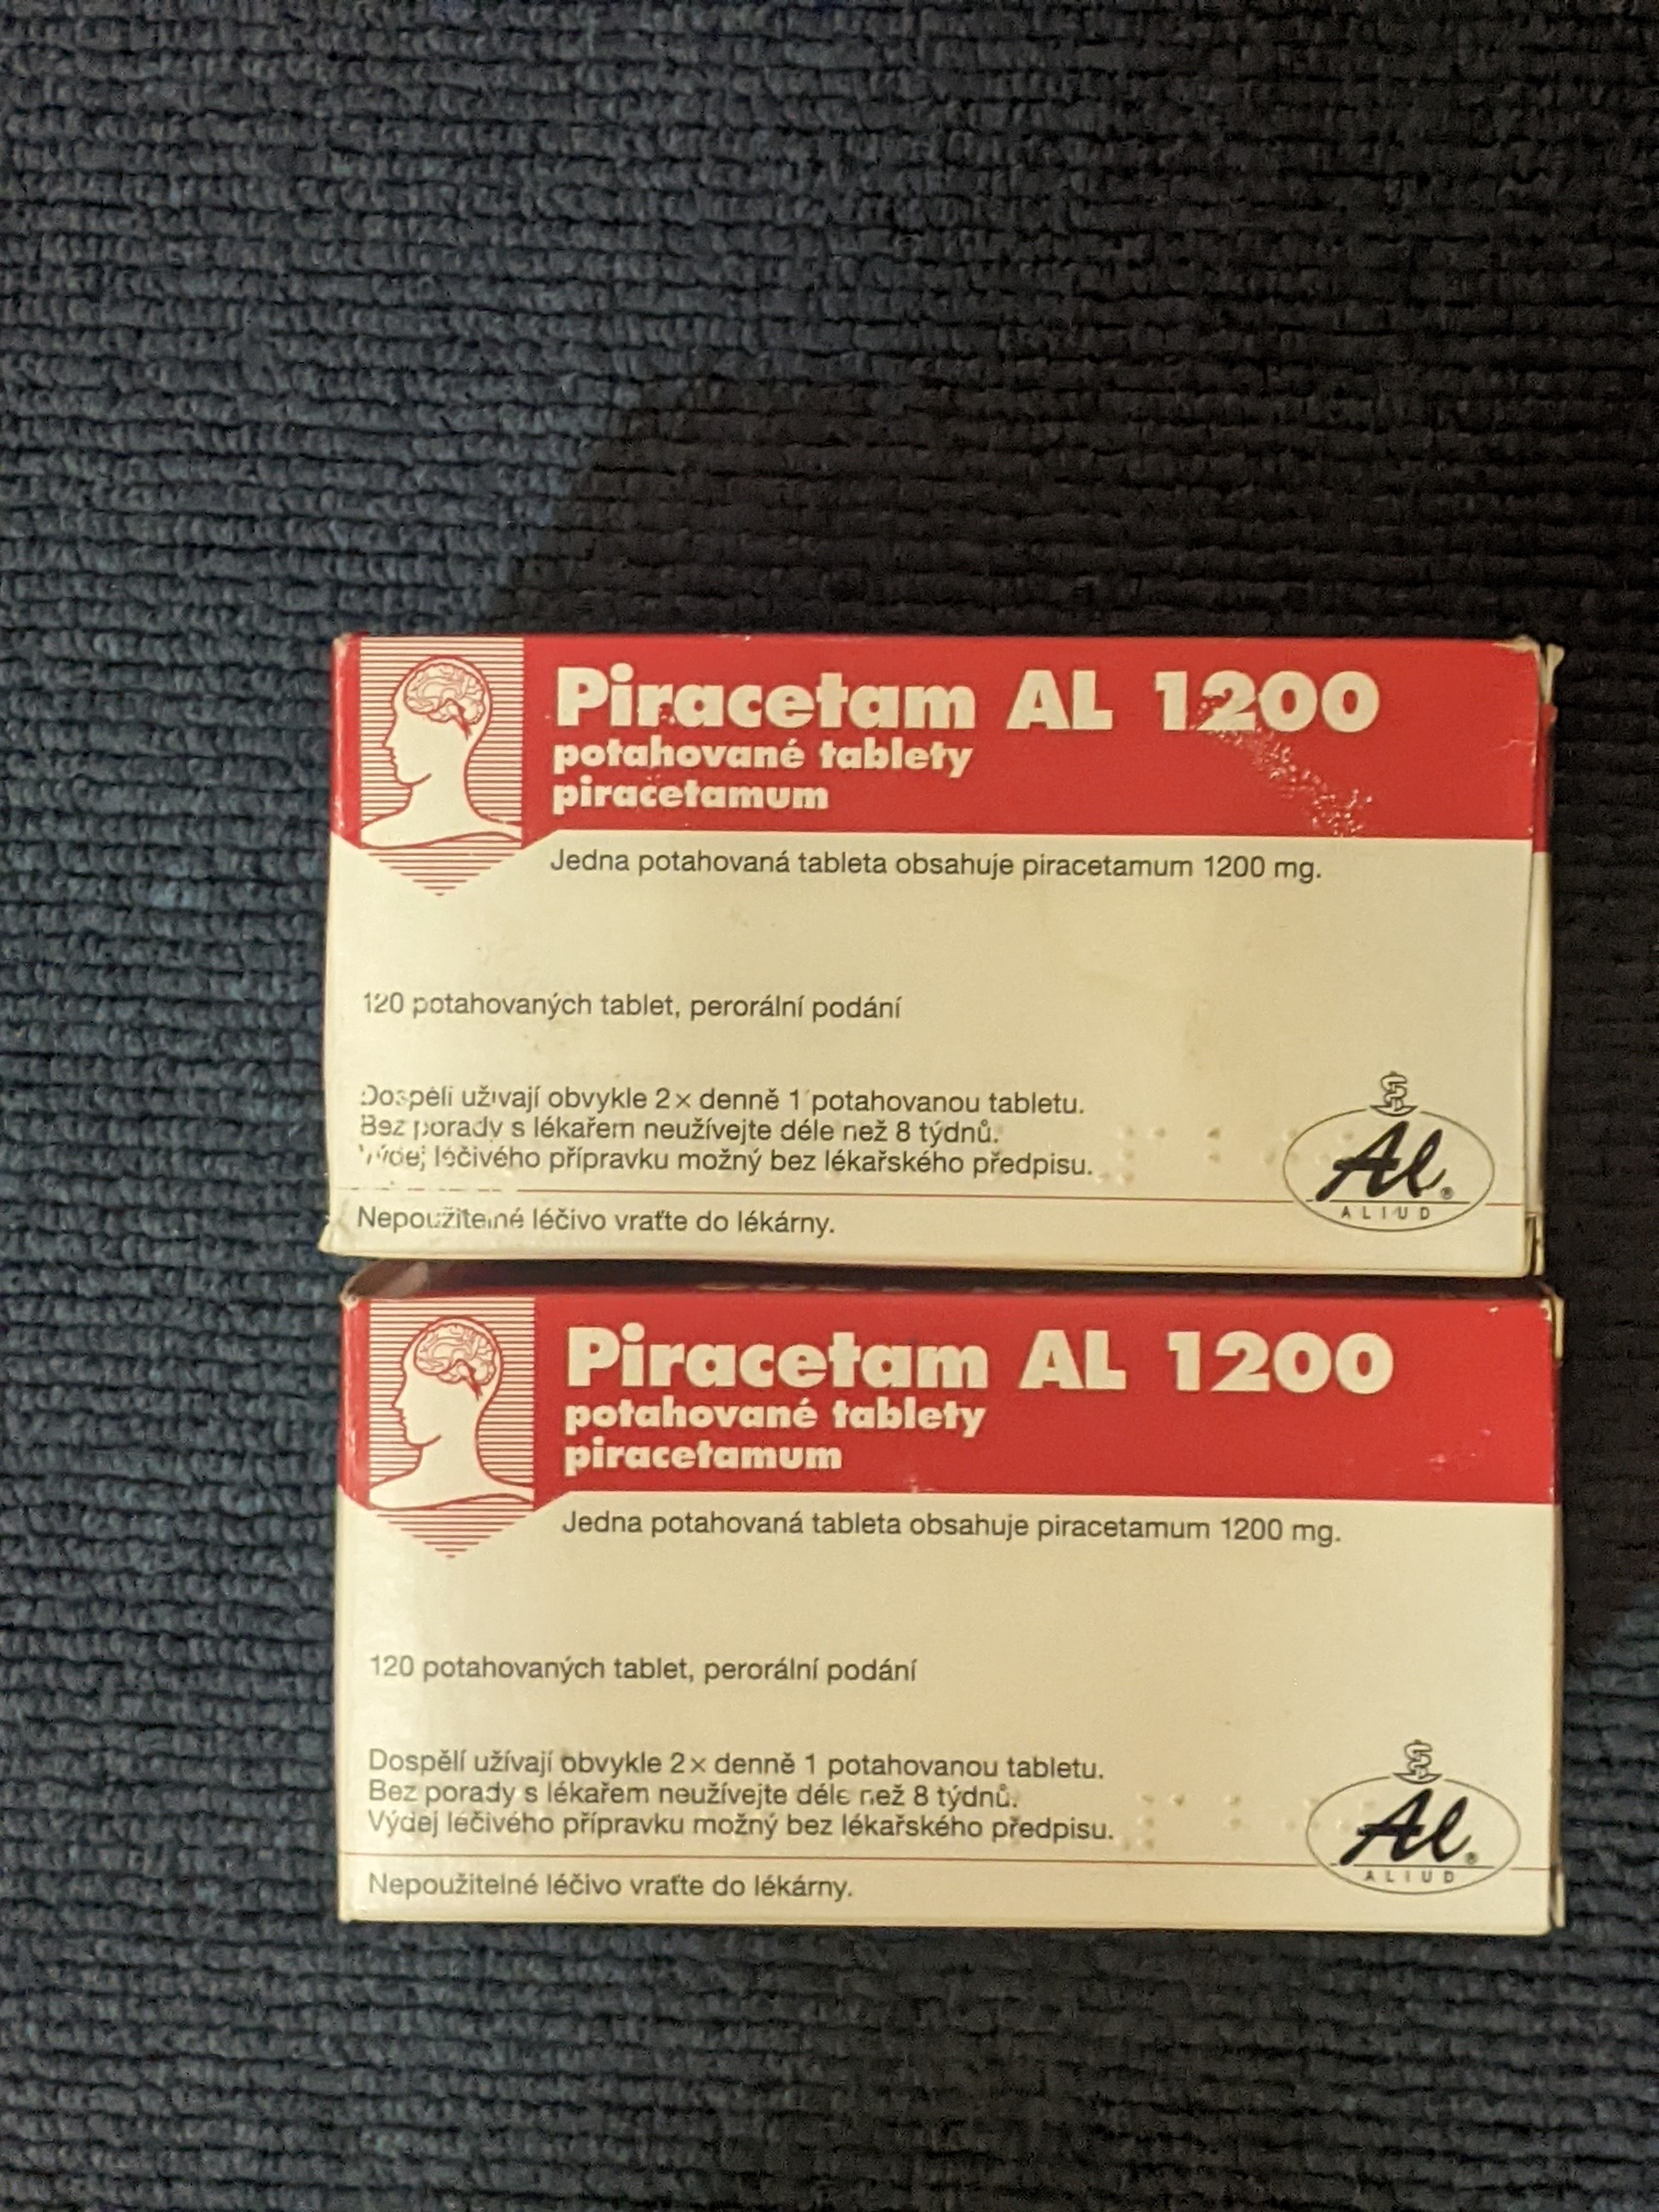 Piracetam AL 1200
potahované tablety
piracetamum
Jedna potahovaná tableta obsahuje piracetamum 1200 mg.
120 potahovaných tablet, perorální podání
Dospělí užívají obvykle 2× denně 1 potahovanou tabletu.
Bez porady s lékařem neužívejte déle než 8 týdnů.
Výdej léčivého přípravku možný bez lékařského předpisu.
Nepoužitelné léčivo vraťte do lékárny.
Al®
ALIUD
Piracetam AL 1200
potahované tablety
piracetamum
Jedna potahovaná tableta obsahuje piracetamum 1200 mg.
120 potahovaných tablet, perorální podání
Dospělí užívají obvykle 2× denně 1 potahovanou tabletu.
Bez porady s lékařem neužívejte déle než 8 týdnů.
Výdej léčivého přípravku možný bez lékařského předpisu.
Nepoužitelné léčivo vraťte do lékárny.
Al®
ALIUD